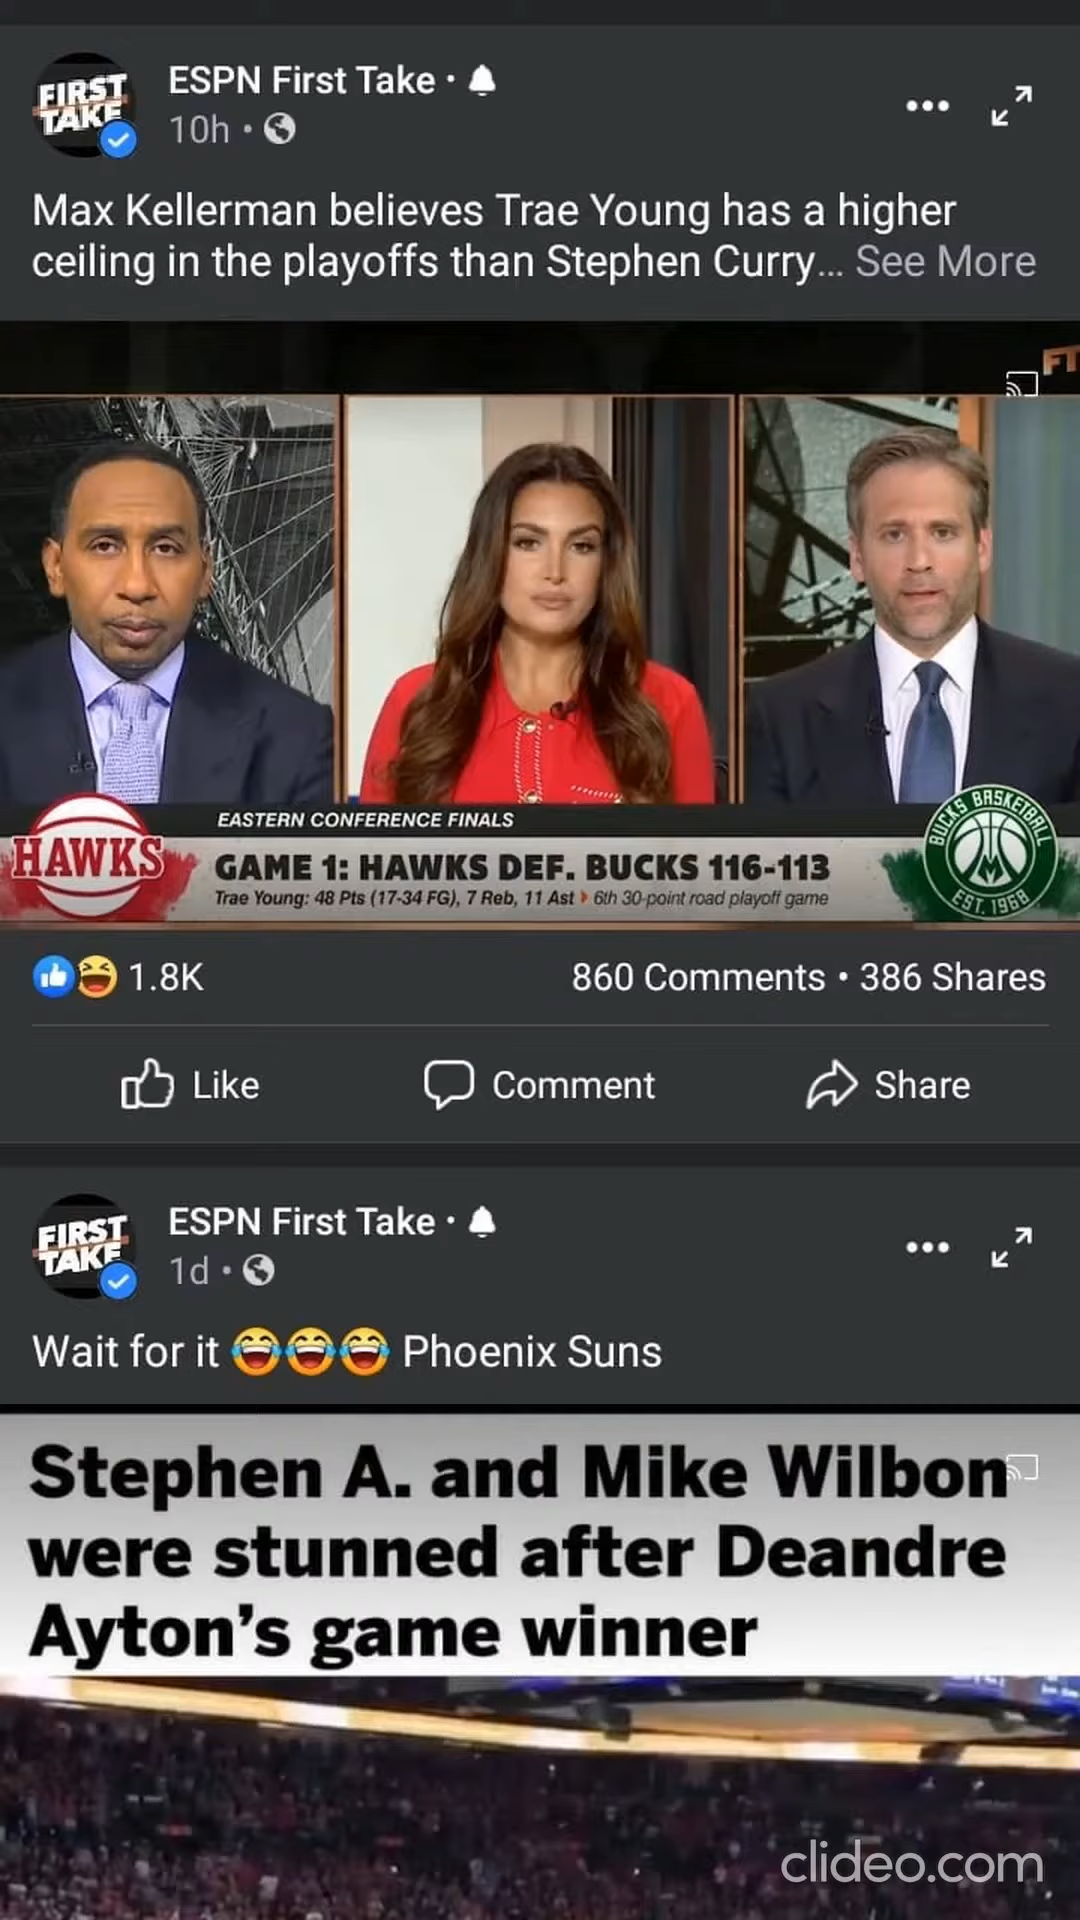 FIRST TAKE
ESPN First Take ·
10h ·
Max Kellerman believes Trae Young has a higher
ceiling in the playoffs than Stephen Curry... See More
FT
EASTERN CONFERENCE FINALS
HAWKS
GAME 1: HAWKS DEF. BUCKS 116-113
Trae Young: 48 Pts (17-34 FG), 7 Reb, 11 Ast 6th 30-point road playoff game
BUCKS BASKETBALL
EST. 1968
1.8K
860 Comments • 386 Shares
Like
Comment
Share
FIRST TAKE
ESPN First Take ·
1d ·
Wait for it 😂😂😂 Phoenix Suns
Stephen A. and Mike Wilbon
were stunned after Deandre
Ayton’s game winner
clideo.com